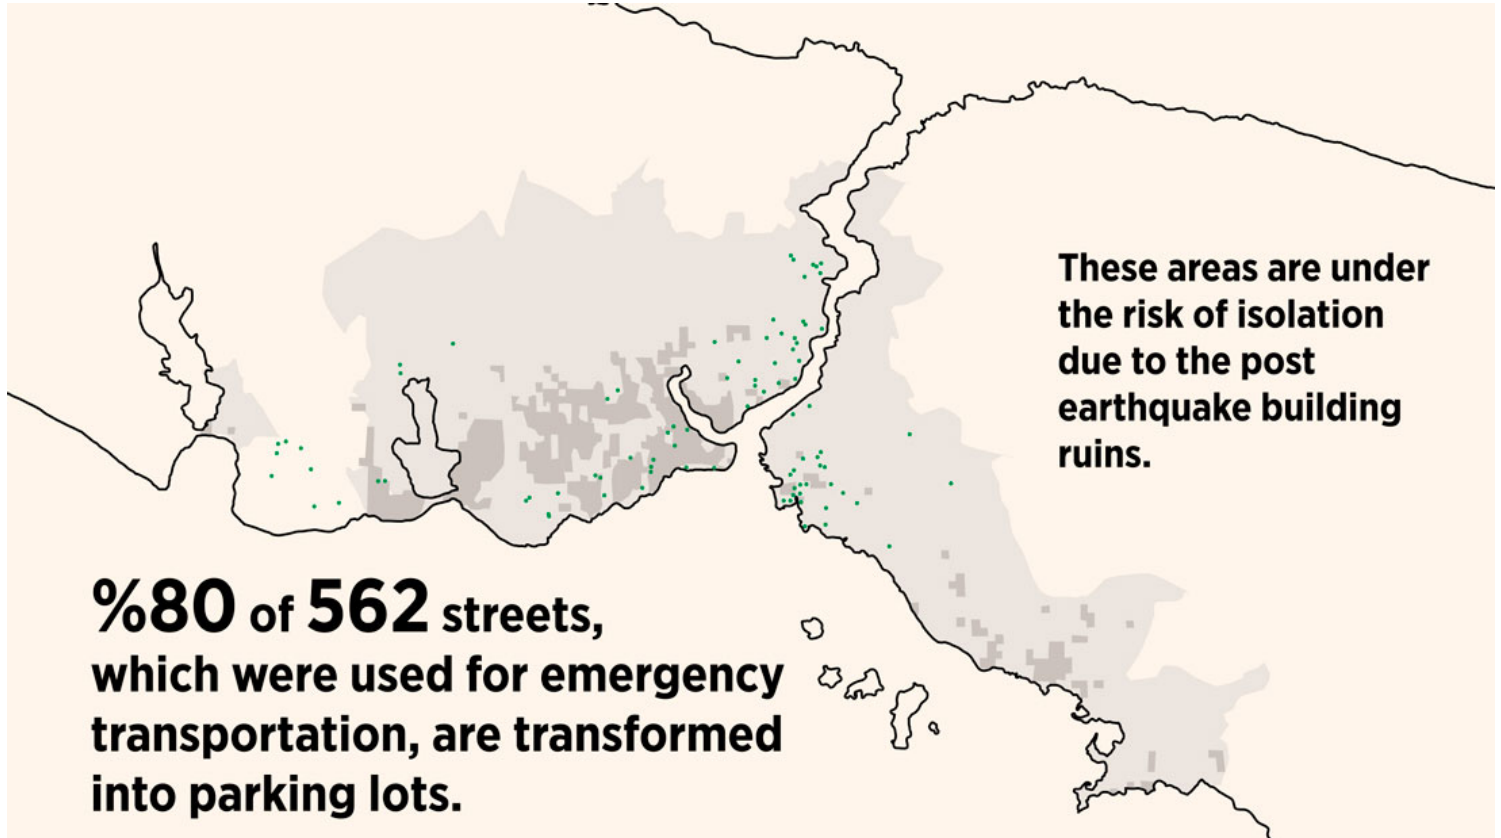 These areas are under
the risk of isolation
due to the post
earthquake building
ruins.
%80 of 562 streets,
which were used for emergency
transportation, are transformed
into parking lots.